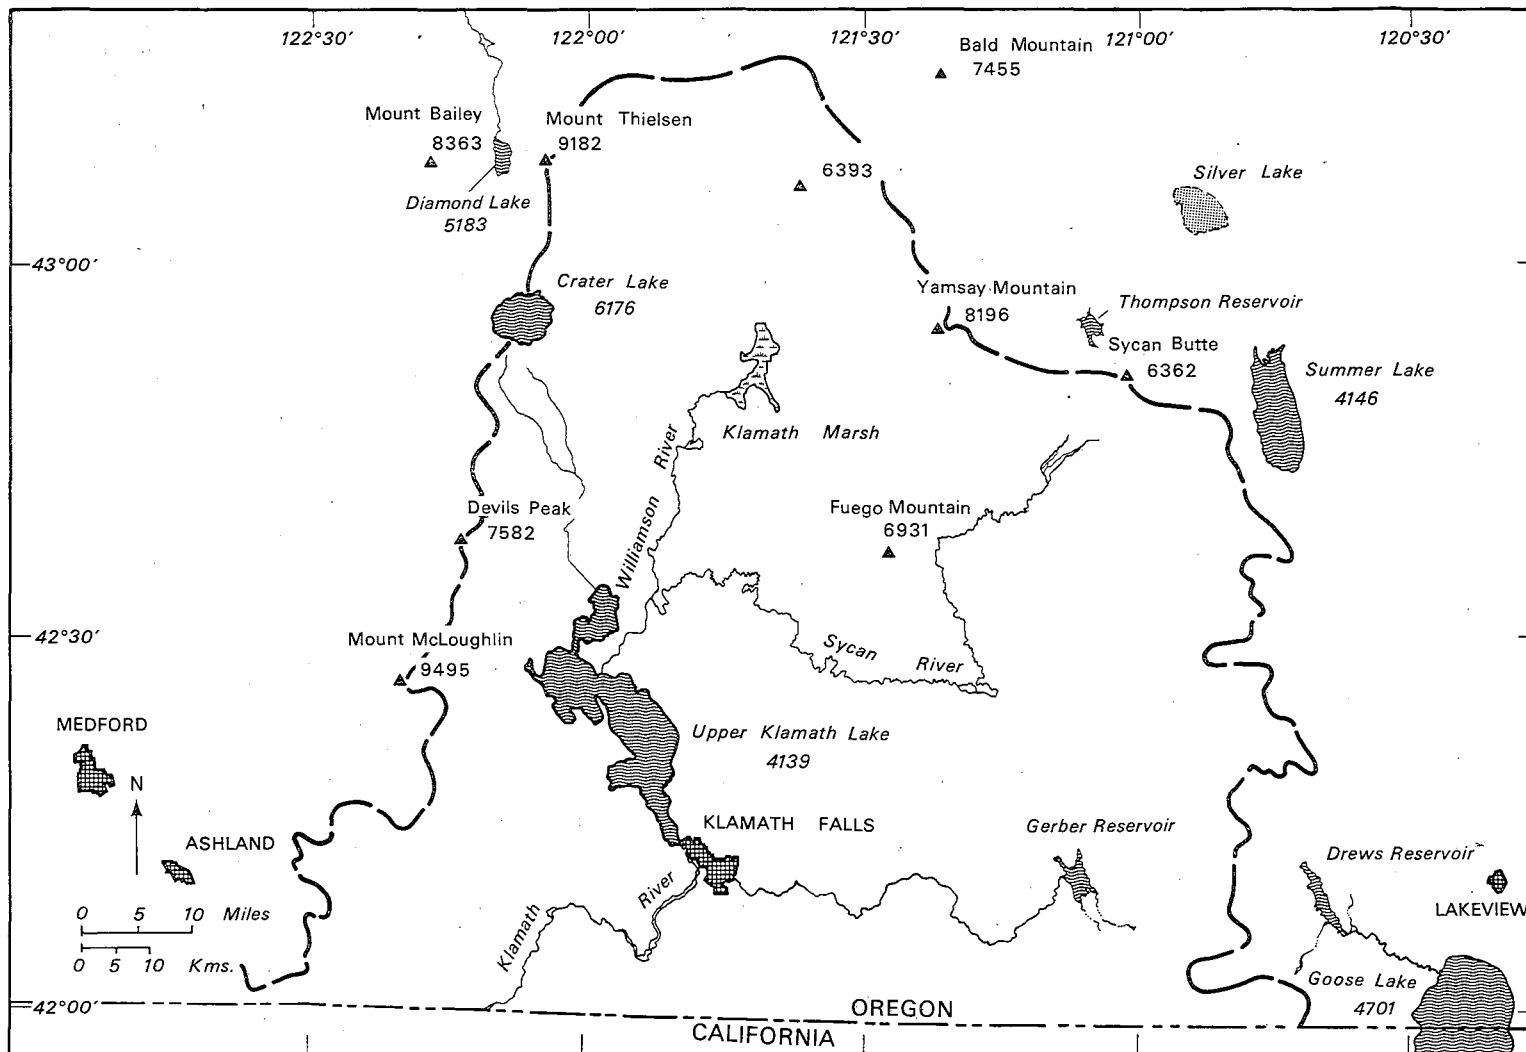 122°30′ 122°00′ 121°30′ 121°00′ 120°30′
Bald Mountain
7455
Mount Bailey
8363
Mount Thielsen
9182
6393
Silver Lake
Diamond Lake
5183
43°00′
Crater Lake
6176
Yamsay Mountain
8196
Thompson Reservoir
Sycan Butte
6362
Summer Lake
4146
Klamath Marsh
Williamson River
Devils Peak
7582
Fuego Mountain
6931
42°30′
Mount McLoughlin
9495
Sycan River
MEDFORD
Upper Klamath Lake
4139
N
KLAMATH FALLS
Gerber Reservoir
ASHLAND
Drews Reservoir
LAKEVIEW
0 5 10 Miles
0 5 10 Kms.
Klamath River
Goose Lake
4701
42°00′
OREGON
CALIFORNIA